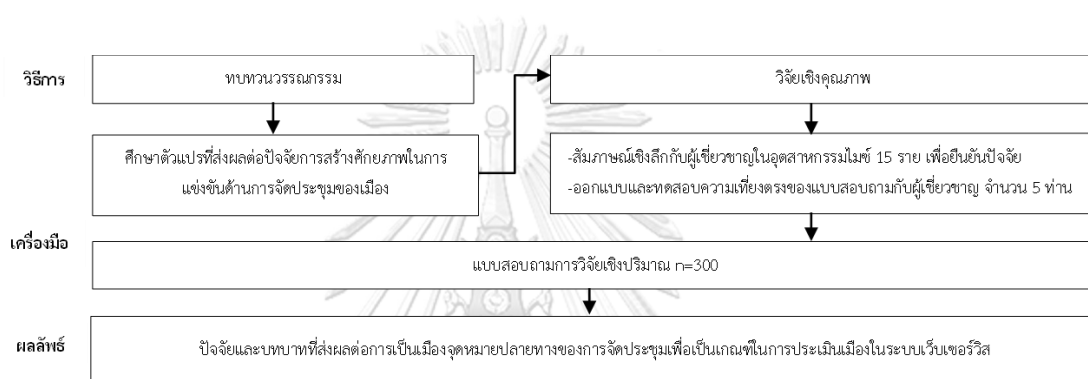 วิธีการ
ทบทวนวรรณกรรม
วิจัยเชิงคุณภาพ
ศึกษาตัวแปรที่ส่งผลต่อปัจจัยการสร้างศักยภาพในการ
แข่งขันด้านการจัดประชุมของเมือง
-สัมภาษณ์เชิงลึกกับผู้เชี่ยวชาญในอุตสาหกรรมไมซ์ 15 ราย เพื่อยืนยันปัจจัย
-ออกแบบและทดสอบความเที่ยงตรงของแบบสอบถามกับผู้เชี่ยวชาญ จำนวน 5 ท่าน
เครื่องมือ
แบบสอบถามการวิจัยเชิงปริมาณ n=300
ผลลัพธ์
ปัจจัยและบทบาทที่ส่งผลต่อการเป็นเมืองจุดหมายปลายทางของการจัดประชุมเพื่อเป็นเกณฑ์ในการประเมินเมืองในระบบเว็บเซอร์วิส